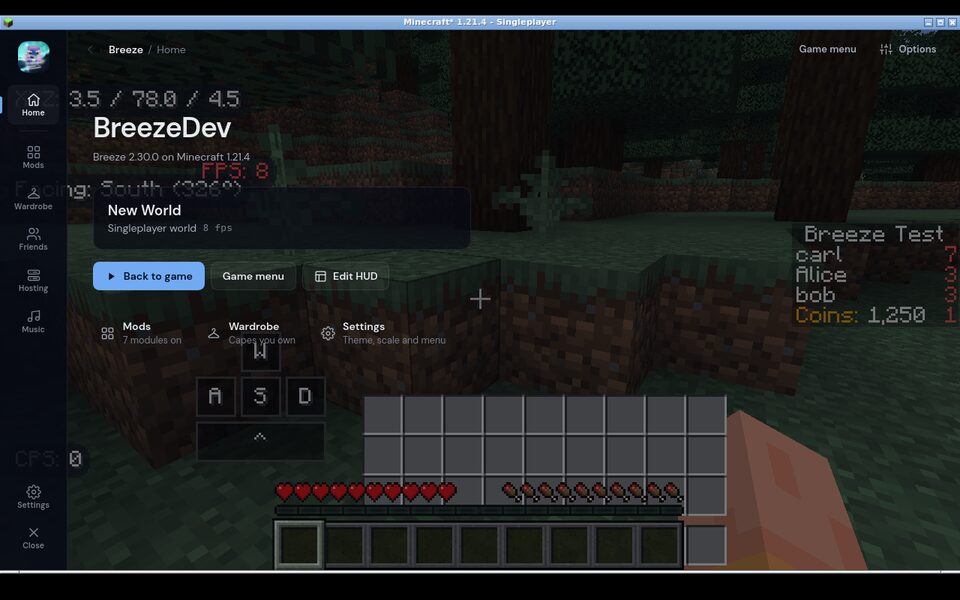 Minecraft* 1.21.4 - Singleplayer
Breeze / Home
Game menu
Options
Home
XYZ: 3.5 / 78.0 / 4.5
BreezeDev
Breeze 2.30.0 on Minecraft 1.21.4
FPS: 8
Mods
Facing: South (326°)
Wardrobe
New World
Singleplayer world 8 fps
Friends
Breeze Test
carl 7
Alice 3
bob 3
Coins: 1,250 1
Hosting
Back to game
Game menu
Edit HUD
Music
Mods
7 modules on
Wardrobe
Capes you own
Settings
Theme, scale and menu
W
A S D
^
CPS: 0
Settings
Close